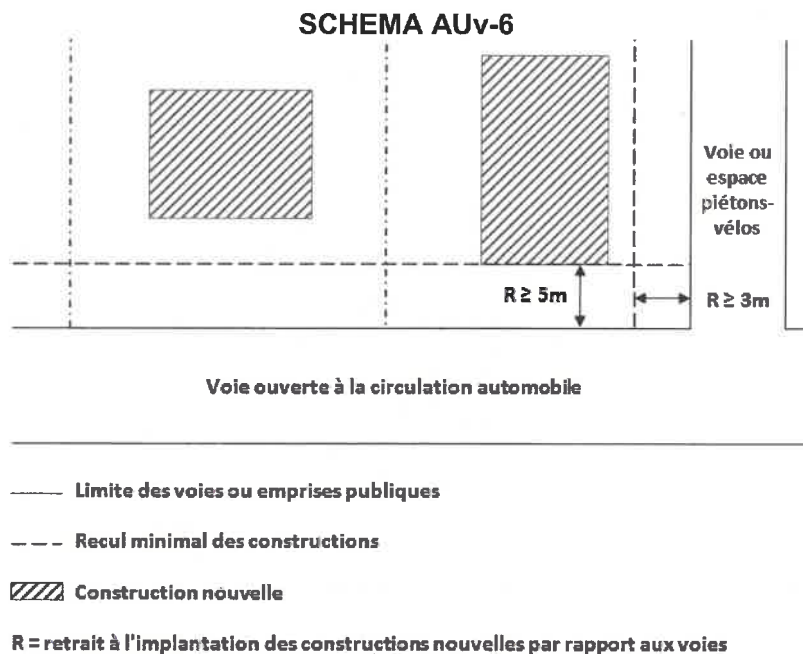 SCHEMA AUv-6
Voie ou
espace
piétons-
vélos
R ≥ 5m
R ≥ 3m
Voie ouverte à la circulation automobile
Limite des voies ou emprises publiques
Recul minimal des constructions
Construction nouvelle
R = retrait à l'implantation des constructions nouvelles par rapport aux voies